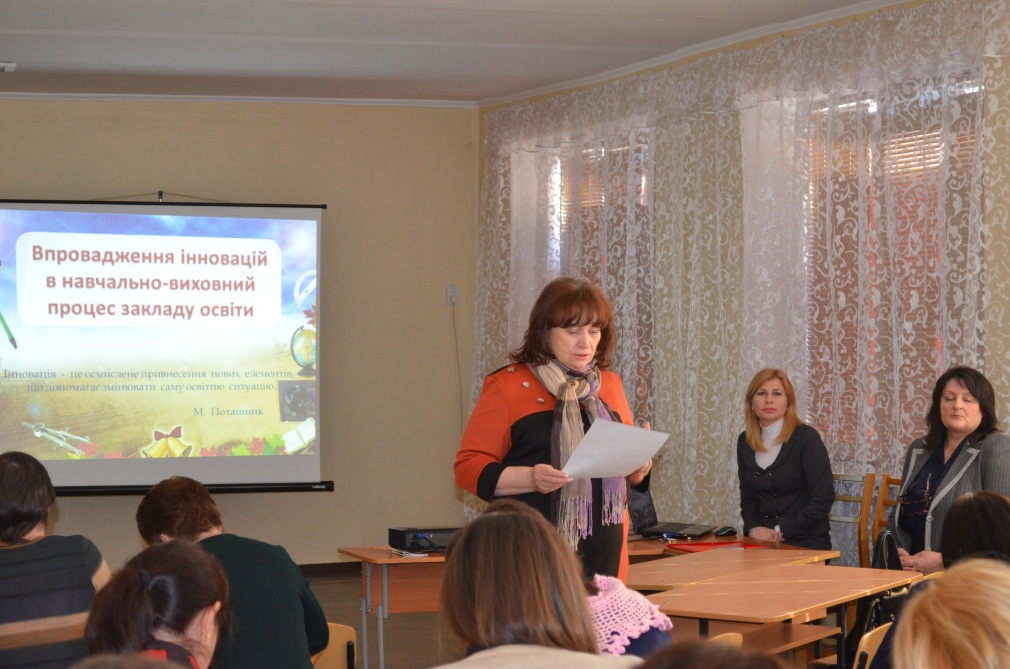 Впровадження інновацій
в навчально-виховний
процес закладу освіти
Інновація - це осмислене привнесення нових елементів,
що допомагає змінювати саму освітню ситуацію.
М. Поташник